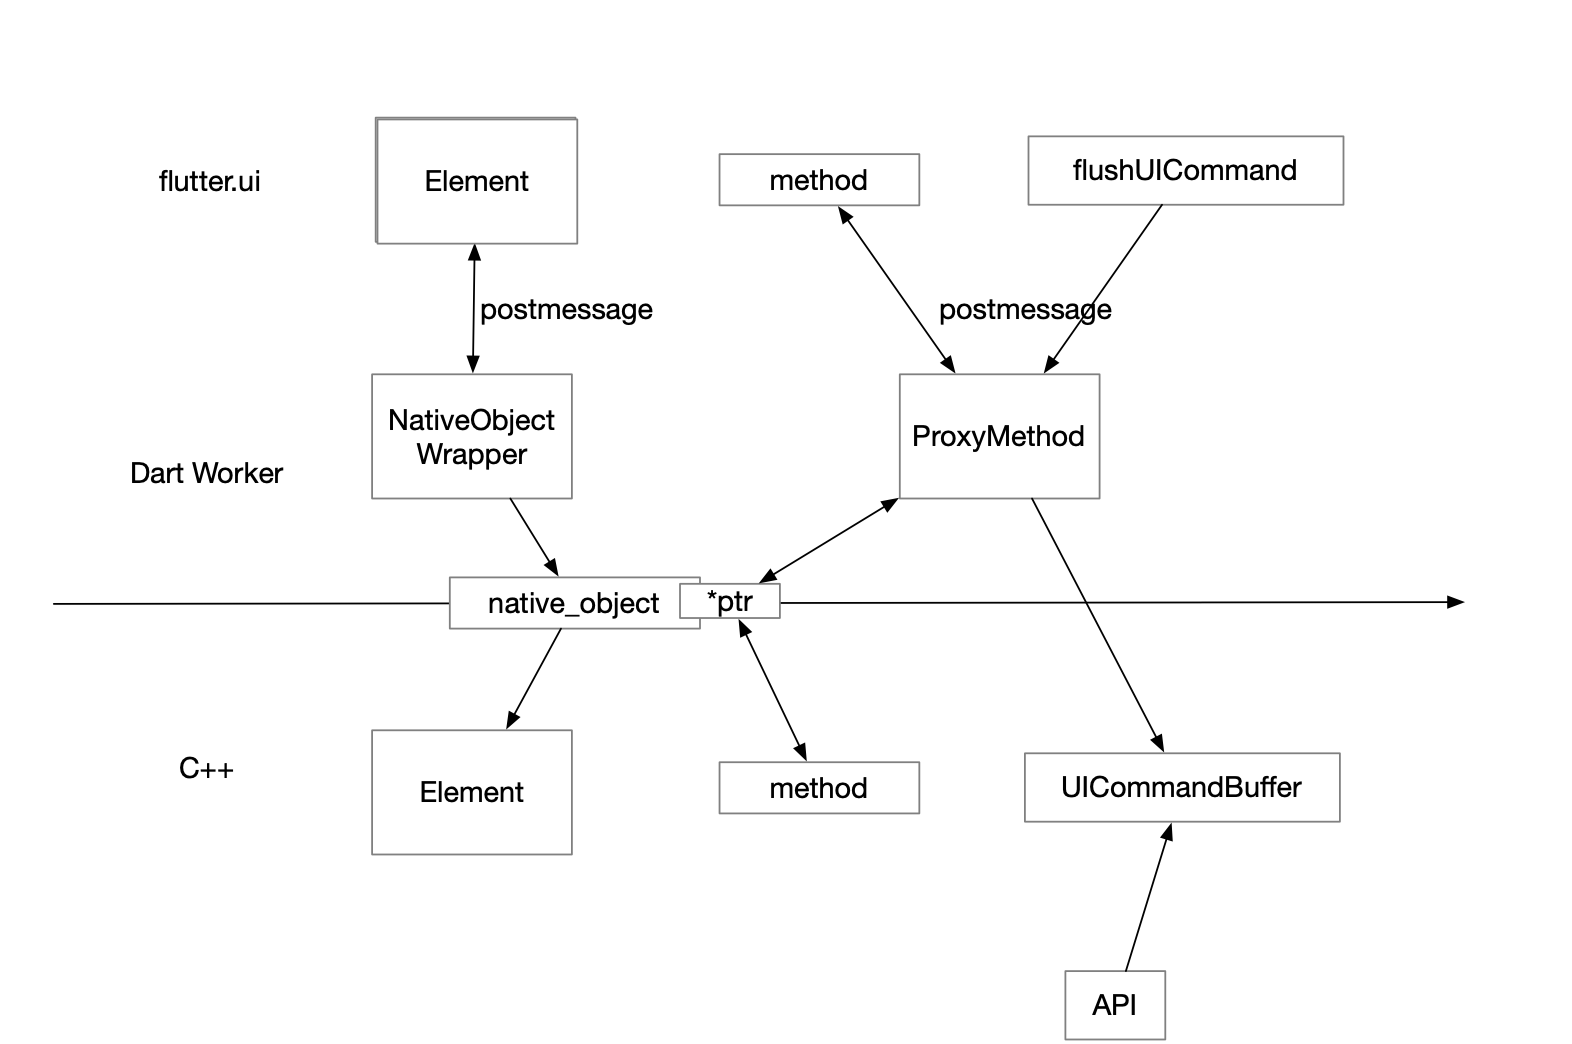 flutter.ui
Element
method
flushUICommand
postmessage
postmessage
NativeObject
Wrapper
ProxyMethod
Dart Worker
native_object
*ptr
C++
Element
method
UICommandBuffer
API